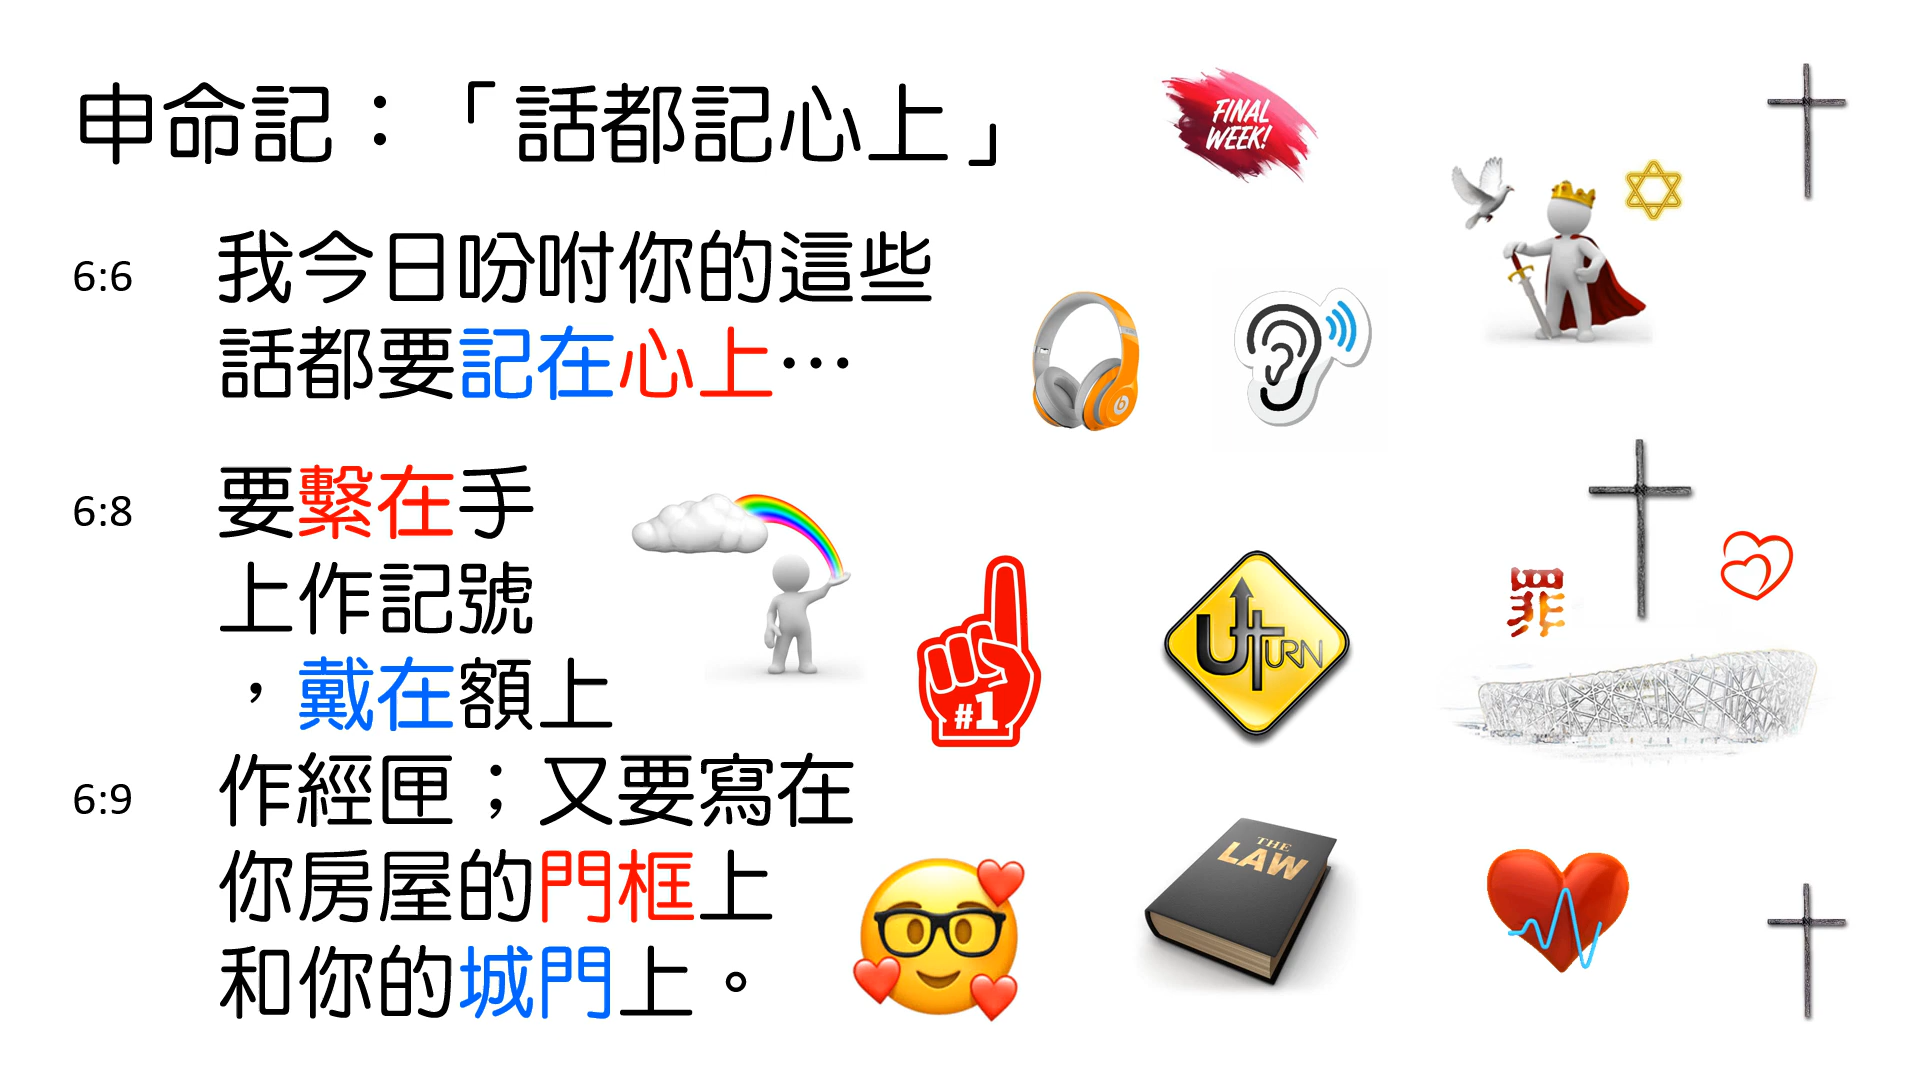 申命記：「話都記心上」
FINAL
WEEK!
6:6 我今日吩咐你的這些
話都要記在心上…
6:8 要繫在手
上作記號
，戴在額上
#1
U TURN
罪
6:9 作經匣；又要寫在
你房屋的門框上
和你的城門上。
THE
LAW